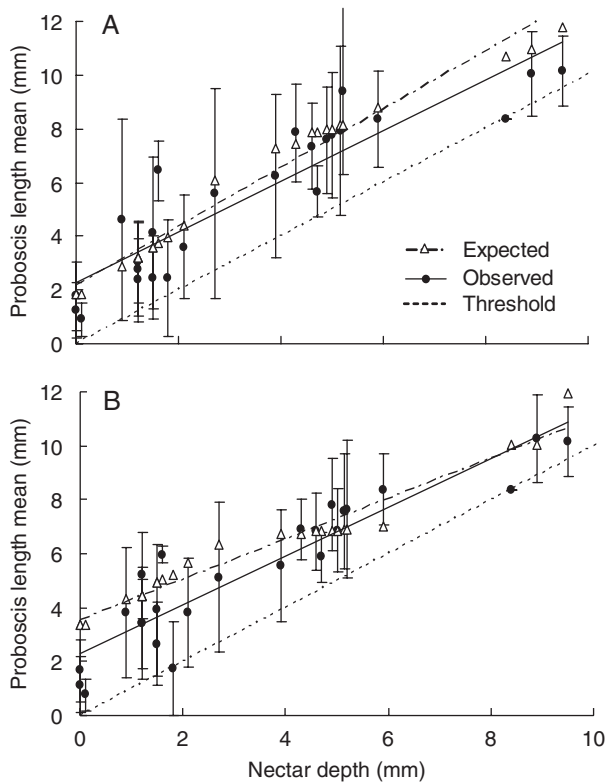 A
12
10
8
6
4
2
0
Proboscis length mean (mm)
Expected
Observed
Threshold
B
12
10
8
6
4
2
0
Proboscis length mean (mm)
0 2 4 6 8 10
Nectar depth (mm)